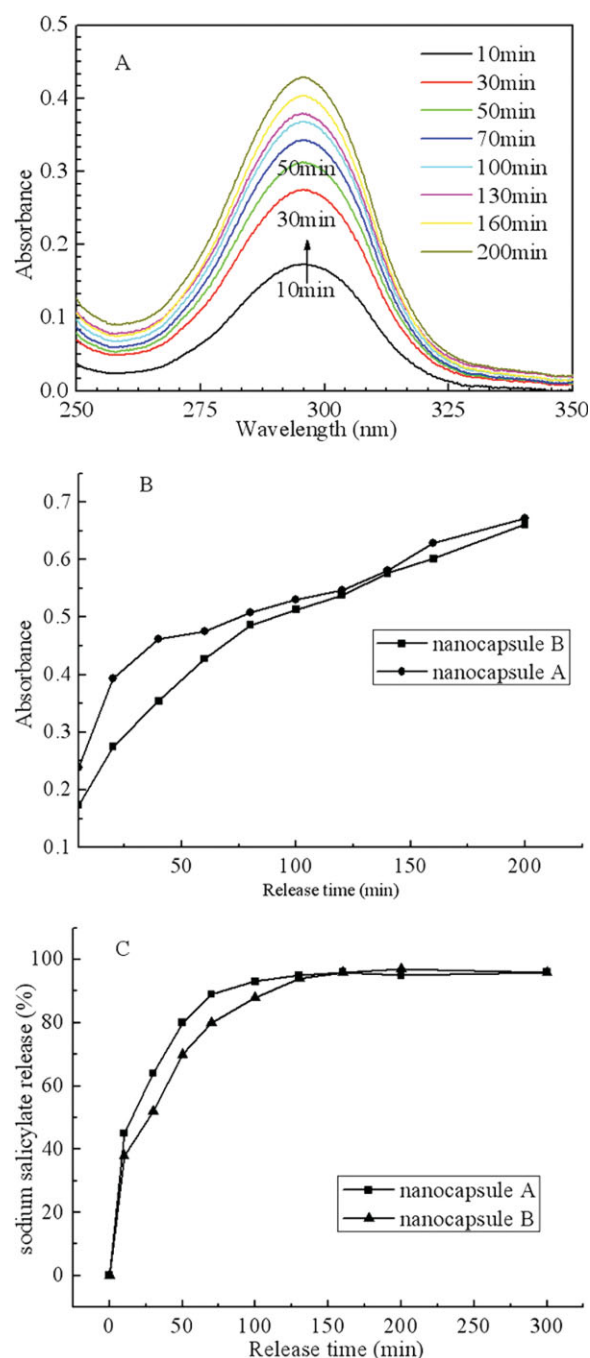 A
0.5
0.4
0.3
0.2
0.1
0.0
Absorbance
10min
30min
50min
70min
100min
130min
160min
200min
50min
30min
10min
250
275
300
325
350
Wavelength (nm)
B
0.7
0.6
0.5
0.4
0.3
0.2
0.1
Absorbance
nanocapsule B
nanocapsule A
50
100
150
200
Release time (min)
C
100
80
60
40
20
0
sodium salicylate release (%)
nanocapsule A
nanocapsule B
0
50
100
150
200
250
300
Release time (min)